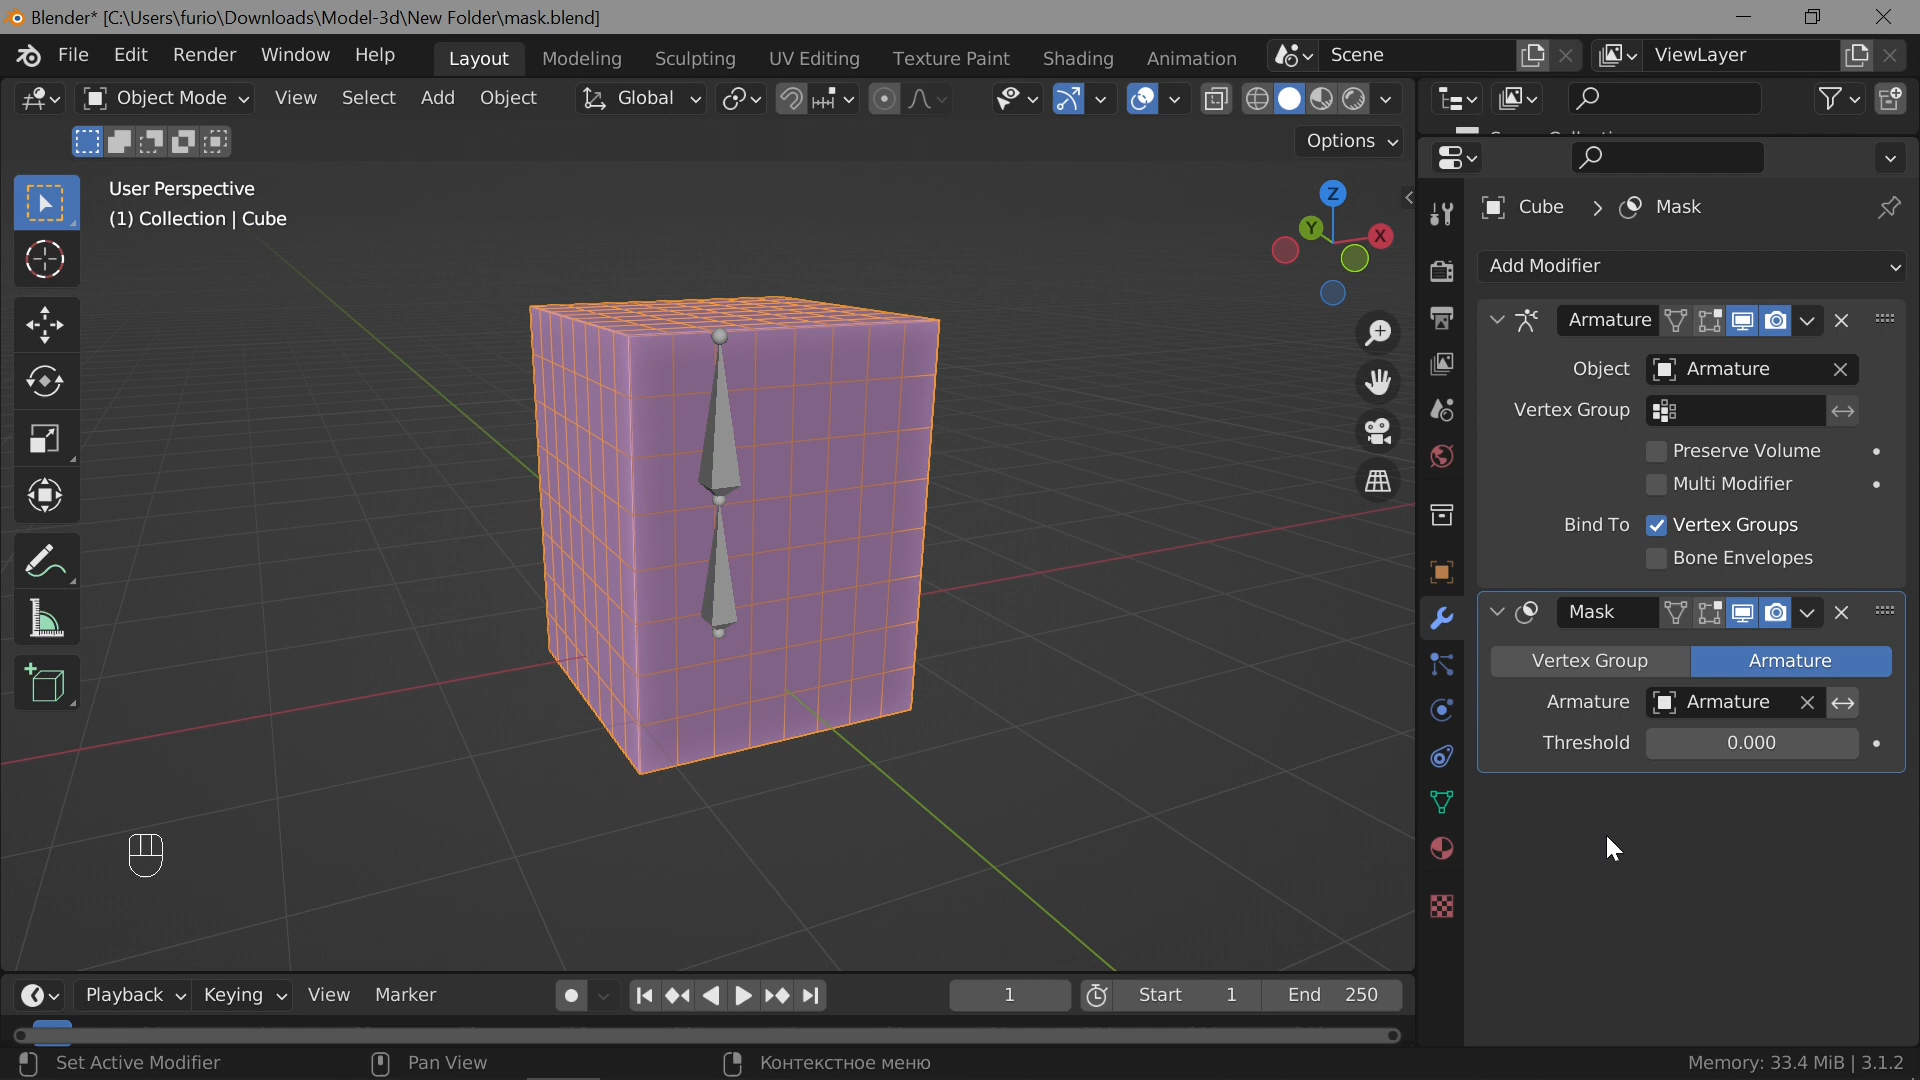 Blender* [C:\Users\furio\Downloads\Model-3d\New Folder\mask.blend]
File Edit Render Window Help Layout Modeling Sculpting UV Editing Texture Paint Shading Animation Scene ViewLayer
Object Mode View Select Add Object Global
Options
User Perspective
(1) Collection | Cube
Z
Y
X
Cube Mask
Add Modifier
Armature
Object Armature
Vertex Group
Preserve Volume
Multi Modifier
Bind To Vertex Groups
Bone Envelopes
Mask
Vertex Group Armature
Armature Armature
Threshold 0.000
Playback Keying View Marker 1 Start 1 End 250
Set Active Modifier Pan View Контекстное меню Memory: 33.4 MiB | 3.1.2